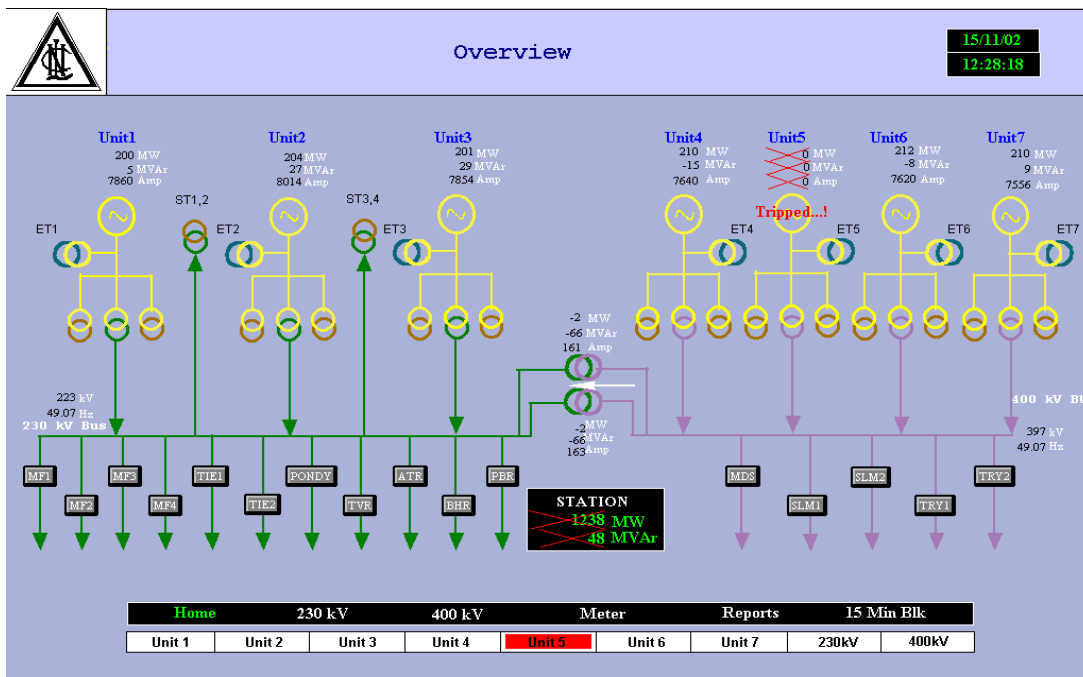 NLC
Overview
15/11/02
12:28:18
Unit1
200 MW
5 MVAr
7860 Amp
Unit2
204 MW
27 MVAr
8014 Amp
Unit3
201 MW
29 MVAr
7854 Amp
Unit4
210 MW
-15 MVAr
7640 Amp
Unit5
0 MW
0 MVAr
0 Amp
Tripped...!
Unit6
212 MW
-8 MVAr
7620 Amp
Unit7
210 MW
9 MVAr
7556 Amp
ST1,2
ST3,4
ET1
ET2
ET3
ET4
ET5
ET6
ET7
-2 MW
-66 MVAr
161 Amp
223 kV
49.07 Hz
230 kV Bus
400 kV BU
-2 MW
-66 MVAr
163 Amp
397 kV
49.07 Hz
MF1
MF2
MF3
MF4
TIE1
TIE2
PONDY
TVR
ATR
BHR
PBR
MDS
SLM1
SLM2
TRY1
TRY2
STATION
1238 MW
48 MVAr
Home 230 kV 400 kV Meter Reports 15 Min Blk
Unit 1 Unit 2 Unit 3 Unit 4 Unit 5 Unit 6 Unit 7 230kV 400kV